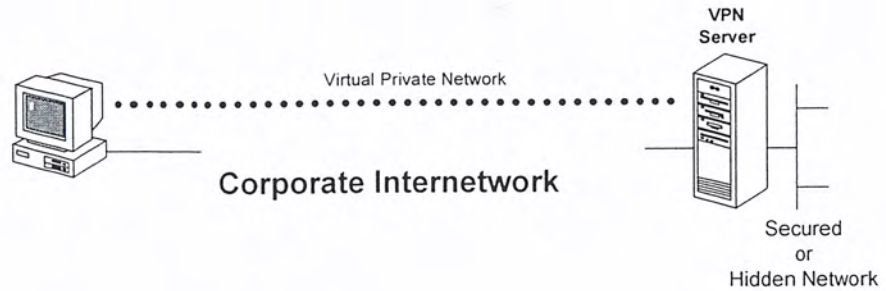 VPN
Server
Virtual Private Network
Corporate Internetwork
Secured
or
Hidden Network